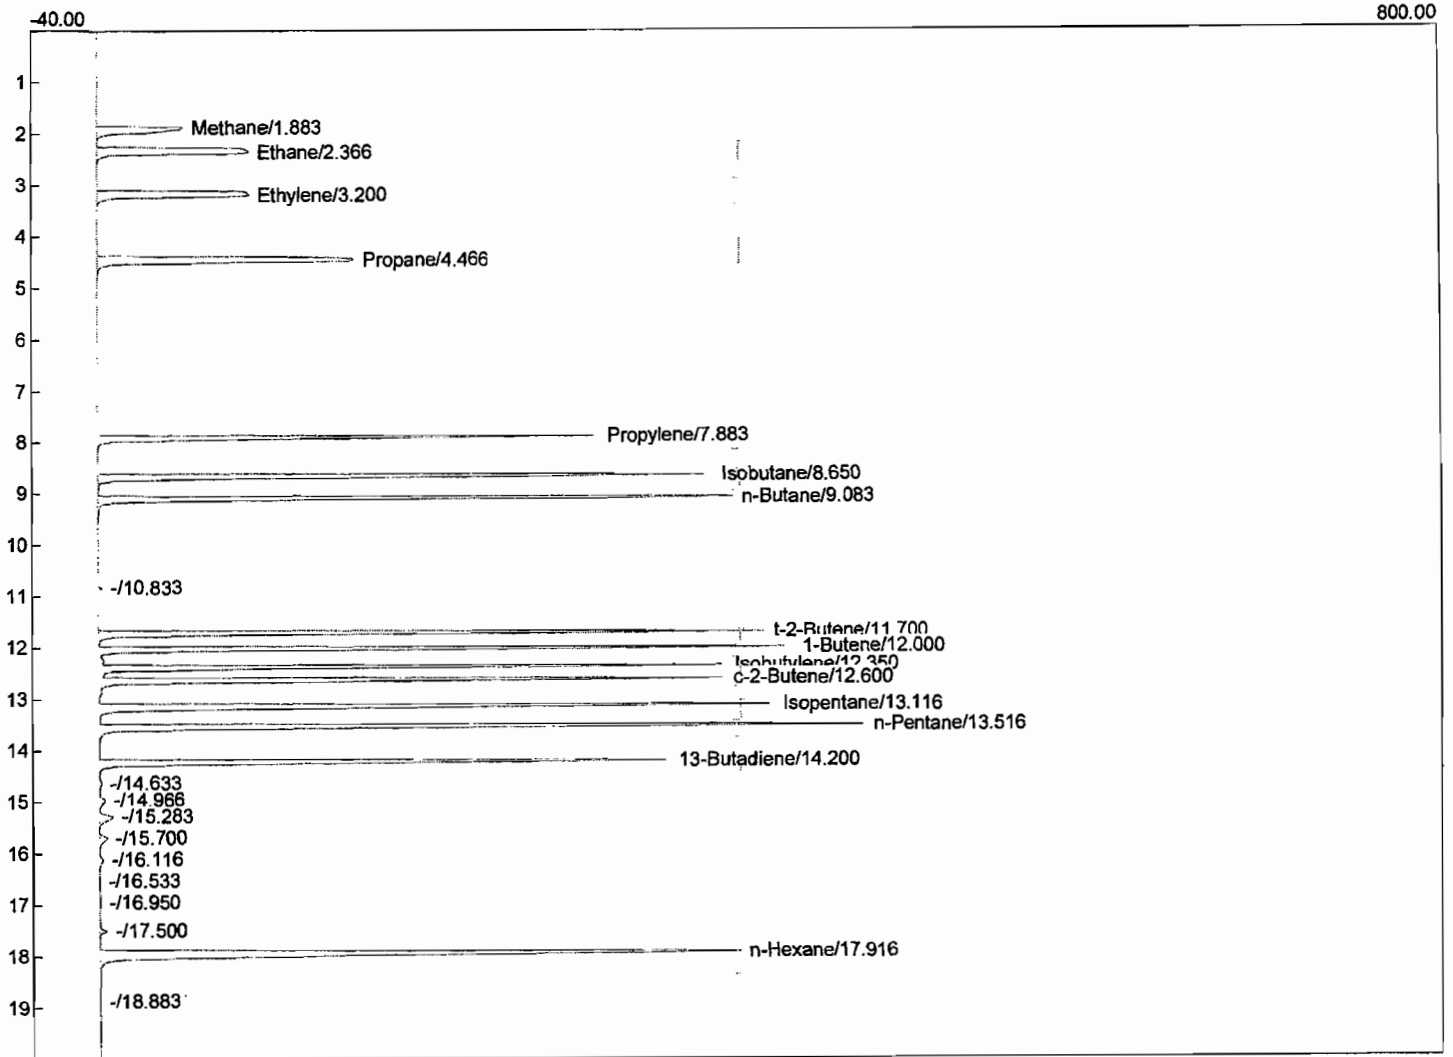 -40.00 800.00
1
Methane/1.883
2
Ethane/2.366
3
Ethylene/3.200
4
Propane/4.466
5
6
7
Propylene/7.883
8
Isobutane/8.650
9
n-Butane/9.083
10
-/10.833
11
t-2-Butene/11.700
12
1-Butene/12.000
Isobutylene/12.350
c-2-Butene/12.600
13
Isopentane/13.116
n-Pentane/13.516
14
13-Butadiene/14.200
-/14.633
15
-/14.966
-/15.283
-/15.700
16
-/16.116
-/16.533
17
-/16.950
-/17.500
n-Hexane/17.916
18
-/18.883
19